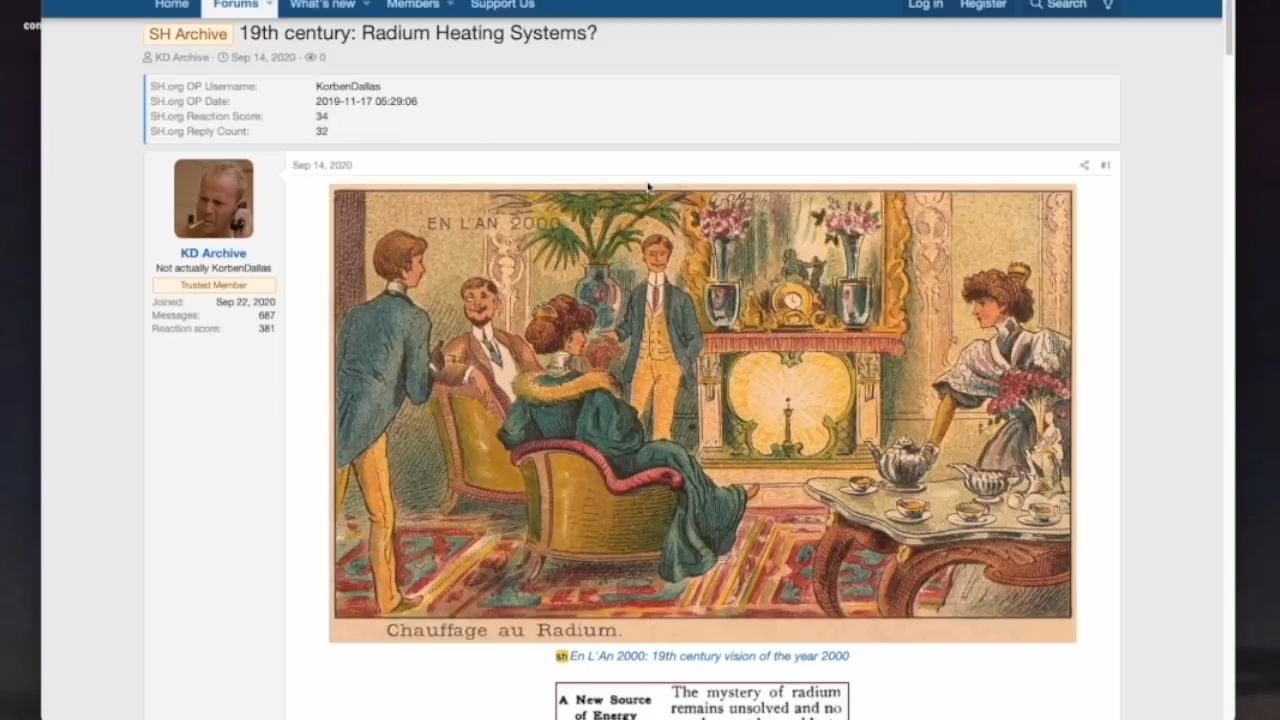 Home Forums What's new Members Support Us Log in Register Search
SH Archive 19th century: Radium Heating Systems?
KD Archive · Sep 14, 2020 · 0
SH.org OP Username: KorbenDallas
SH.org OP Date: 2019-11-17 05:29:06
SH.org Reaction Score: 34
SH.org Reply Count: 32
Sep 14, 2020 #1
KD Archive
Not actually KorbenDallas
Trusted Member
Joined: Sep 22, 2020
Messages: 687
Reaction score: 381
EN L'AN 2000
Chauffage au Radium.
sh En L'An 2000: 19th century vision of the year 2000
A New Source
of Energy
The mystery of radium
remains unsolved and no